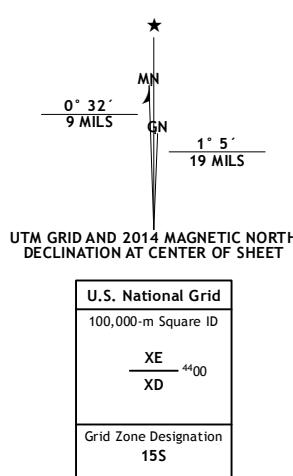 ★
MN
0° 32´
9 MILS
GN
1° 5´
19 MILS
UTM GRID AND 2014 MAGNETIC NORTH
DECLINATION AT CENTER OF SHEET
U.S. National Grid
100,000-m Square ID
XE
4400
XD
Grid Zone Designation
15S